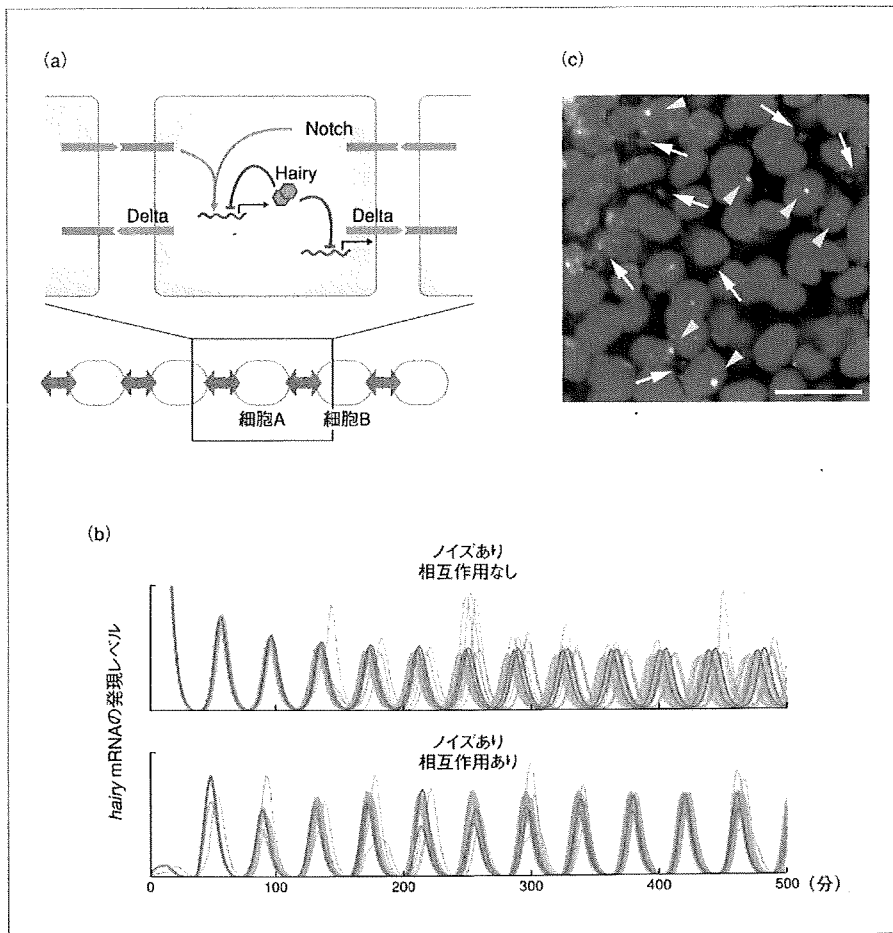 (a)
Notch
Hairy
Delta
Delta
細胞A
細胞B
(c)
(b)
ノイズあり
相互作用なし
hairy mRNAの発現レベル
ノイズあり
相互作用あり
0
100
200
300
400
500
(分)